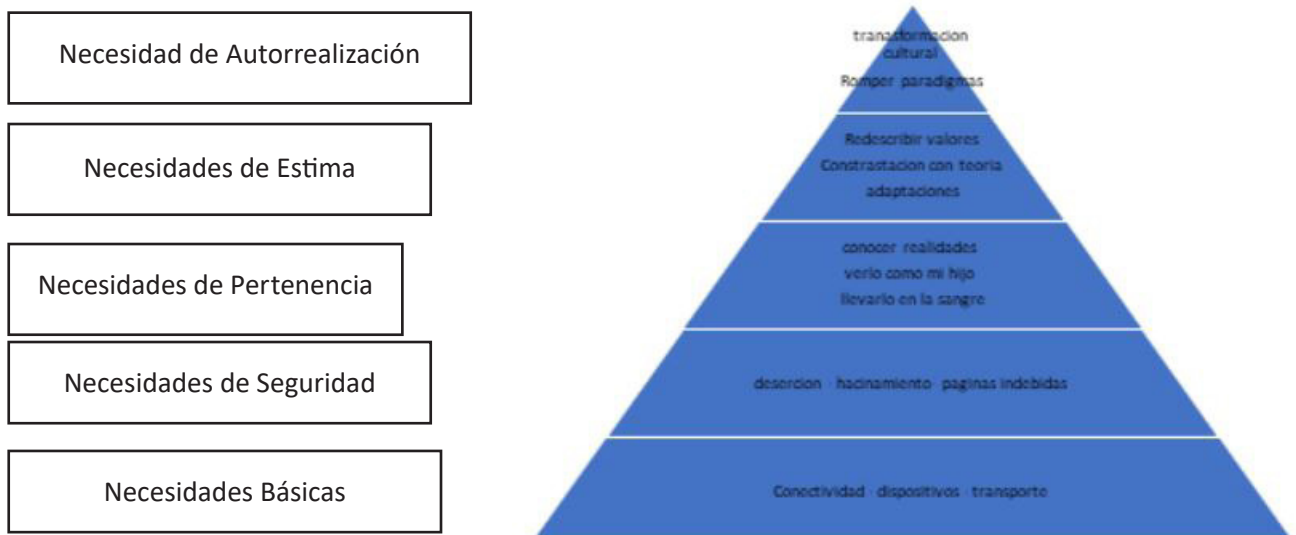 Necesidad de Autorrealización
tranasformacion
cultural
Romper paradigmas
Necesidades de Estima
Redescribir valores
Constrastacion con teoria
adaptaciones
Necesidades de Pertenencia
conocer realidades
verlo como mi hijo
llevarlo en la sangre
Necesidades de Seguridad
desercion · hacinamiento· paginas indebidas
Necesidades Básicas
Conectividad · dispositivos · transporte